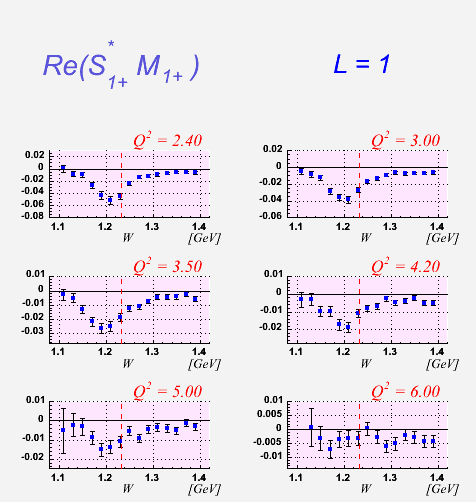 Re(S*1+ M1+ ) L = 1
Q² = 2.40
0.02
0
-0.02
-0.04
-0.06
-0.08
1.1 1.2 1.3 1.4
W [GeV]
Q² = 3.00
0.02
0
-0.02
-0.04
-0.06
1.1 1.2 1.3 1.4
W [GeV]
Q² = 3.50
0.01
0
-0.01
-0.02
-0.03
1.1 1.2 1.3 1.4
W [GeV]
Q² = 4.20
0.01
0
-0.01
-0.02
1.1 1.2 1.3 1.4
W [GeV]
Q² = 5.00
0.01
0
-0.01
-0.02
1.1 1.2 1.3 1.4
W [GeV]
Q² = 6.00
0.01
0.005
0
-0.005
-0.01
1.1 1.2 1.3 1.4
W [GeV]